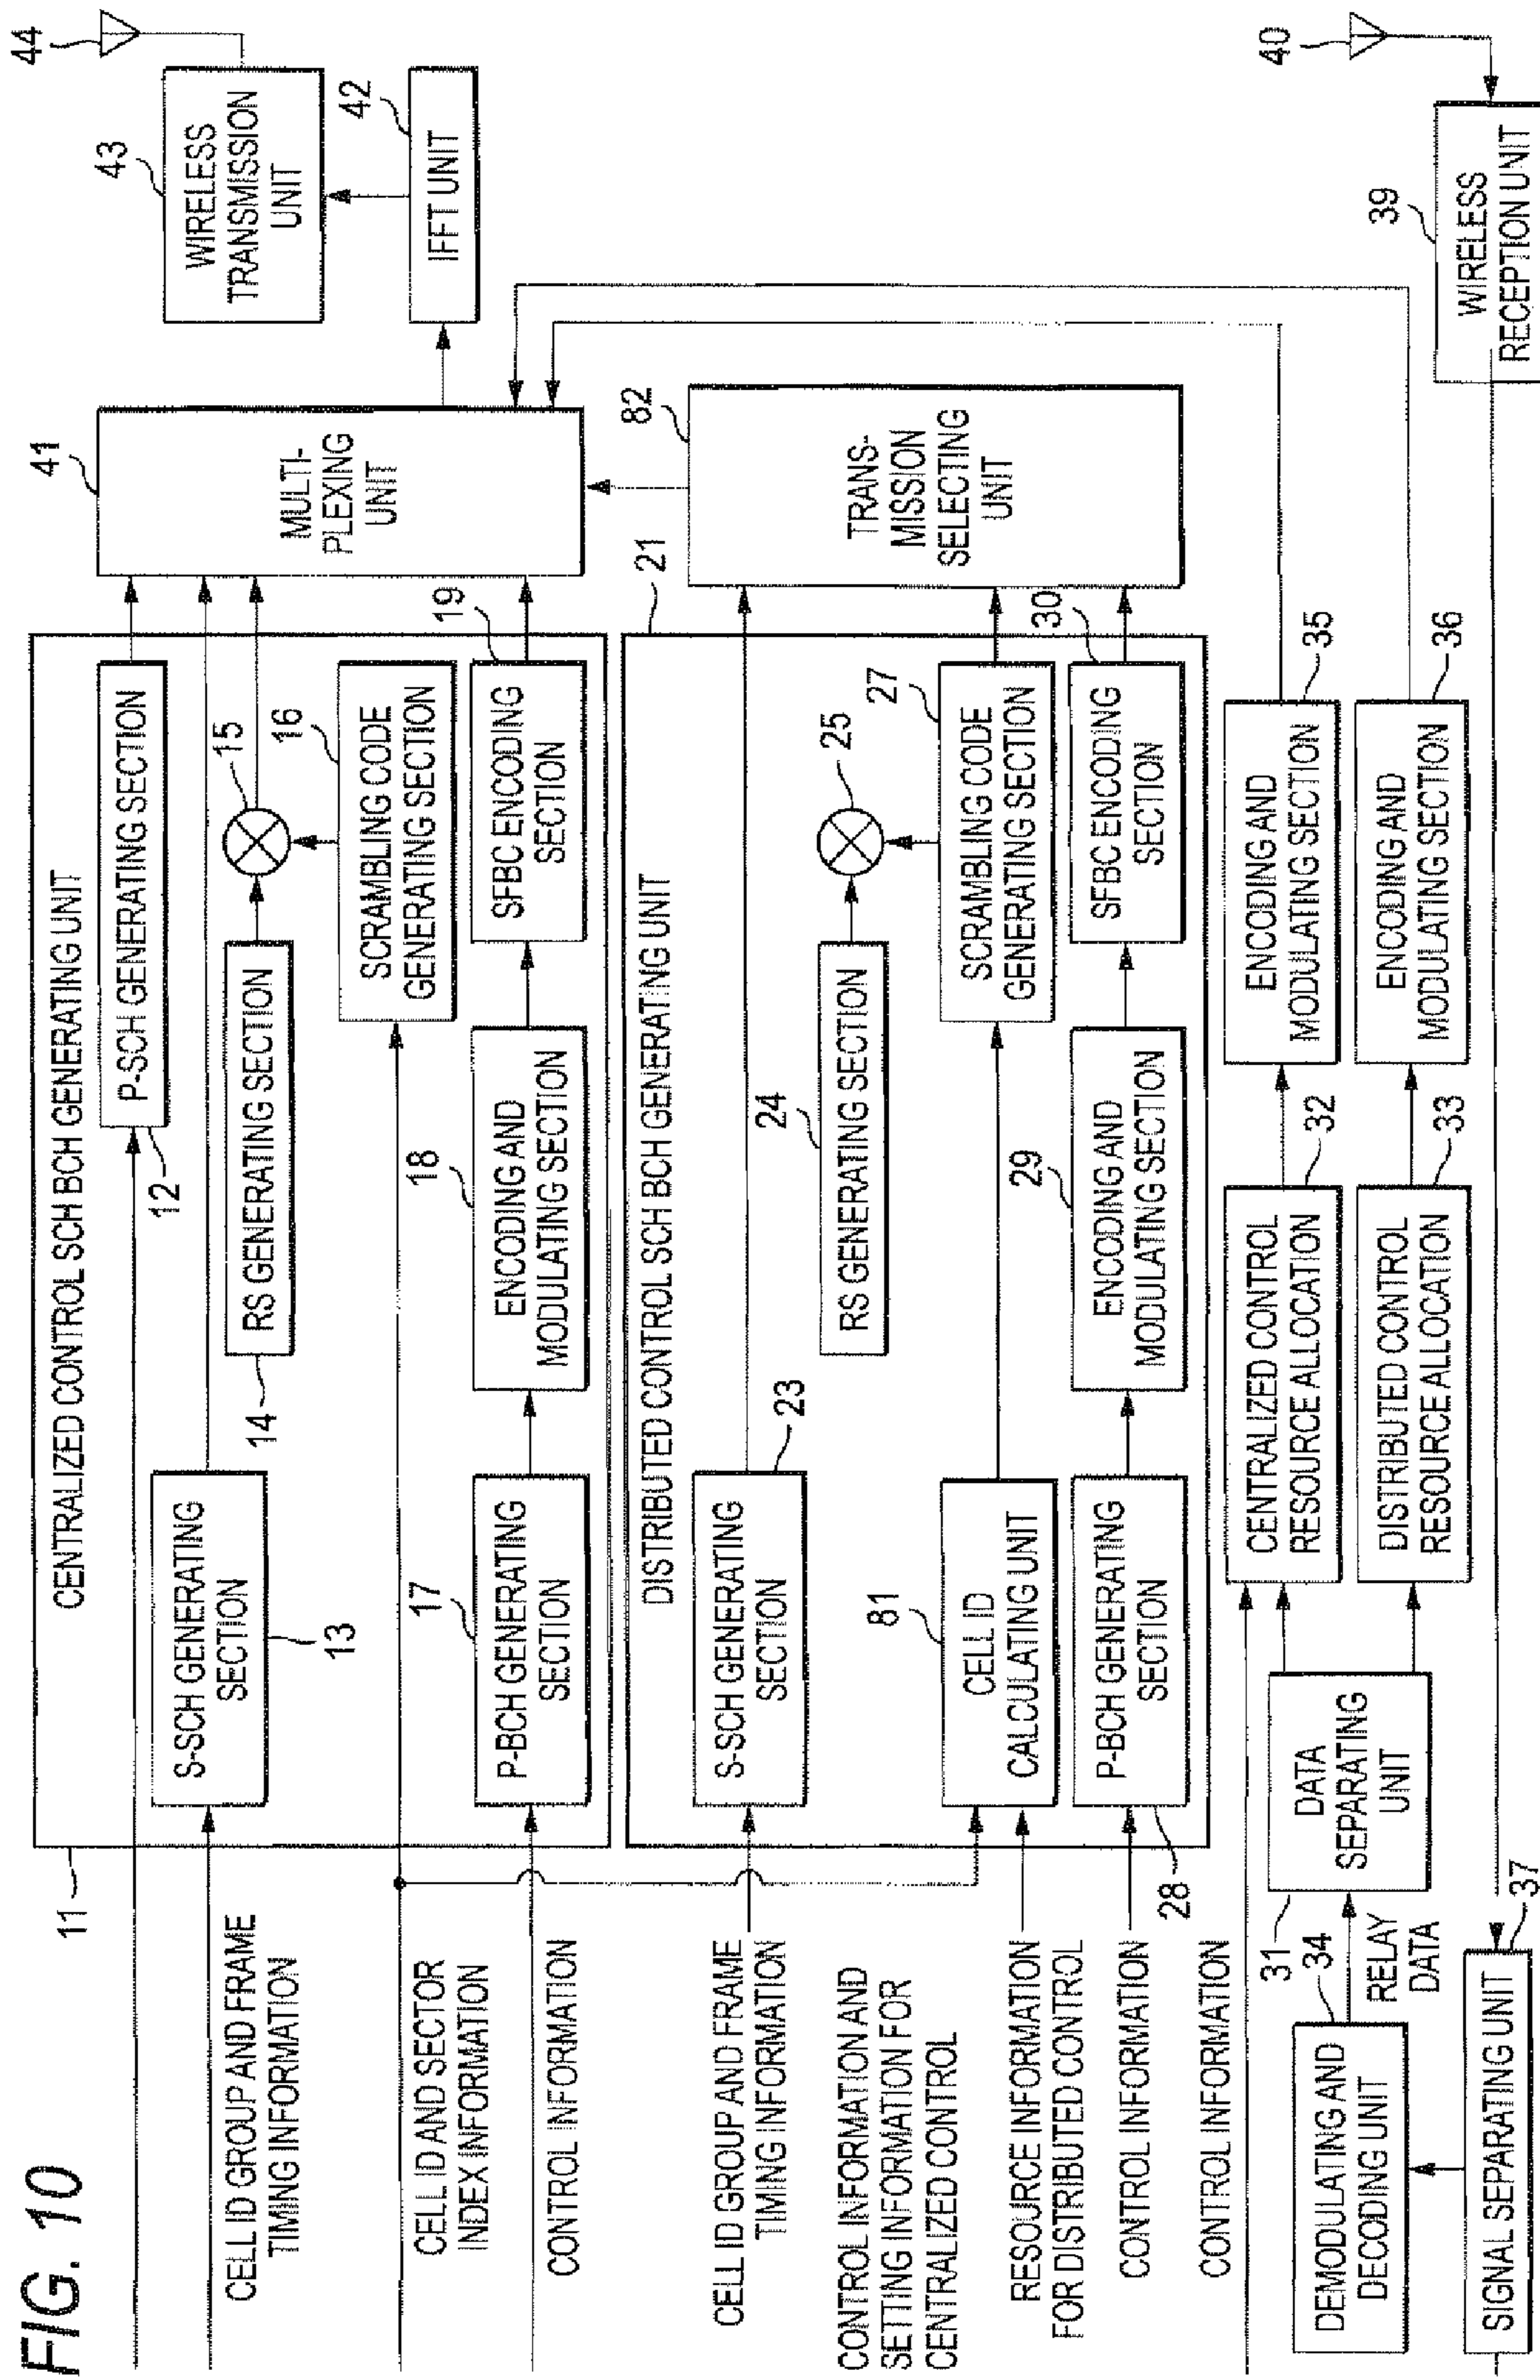 FIG. 10
11
CENTRALIZED CONTROL SCH BCH GENERATING UNIT
P-SCH GENERATING SECTION
12
S-SCH GENERATING
SECTION
13
CELL ID GROUP AND FRAME
TIMING INFORMATION
RS GENERATING SECTION
14
15
16
SCRAMBLING CODE
GENERATING SECTION
CELL ID AND SECTOR
INDEX INFORMATION
17
P-BCH GENERATING
SECTION
18
ENCODING AND
MODULATING SECTION
19
SFBC ENCODING
SECTION
CONTROL INFORMATION
41
MULTI-
PLEXING
UNIT
42
IFFT UNIT
43
WIRELESS
TRANSMISSION
UNIT
44
21
DISTRIBUTED CONTROL SCH BCH GENERATING UNIT
S-SCH GENERATING
SECTION
23
CELL ID GROUP AND FRAME
TIMING INFORMATION
24
RS GENERATING SECTION
25
CONTROL INFORMATION AND
SETTING INFORMATION FOR
CENTRALIZED CONTROL
81
CELL ID
CALCULATING UNIT
27
SCRAMBLING CODE
GENERATING SECTION
RESOURCE INFORMATION
FOR DISTRIBUTED CONTROL
P-BCH GENERATING
SECTION
28
29
ENCODING AND
MODULATING SECTION
30
SFBC ENCODING
SECTION
CONTROL INFORMATION
82
TRANS-
MISSION
SELECTING
UNIT
CONTROL INFORMATION
31
DATA
SEPARATING
UNIT
CENTRALIZED CONTROL
RESOURCE ALLOCATION
32
ENCODING AND
MODULATING SECTION
35
DISTRIBUTED CONTROL
RESOURCE ALLOCATION
33
ENCODING AND
MODULATING SECTION
36
34
DEMODULATING AND
DECODING UNIT
RELAY
DATA
SIGNAL SEPARATING UNIT
37
39
WIRELESS
RECEPTION UNIT
40